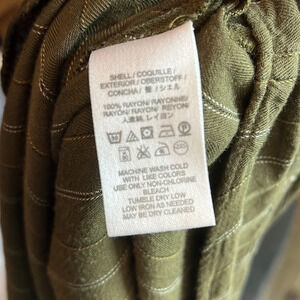 SHELL / COQUILLE /
EXTERIOR / OBERSTOFF /
CONCHA / 壳 / シェル
100% RAYON/ RAYONNE/
RAYON/ RAYON/ REYON/
人造絲, レイヨン
MACHINE WASH COLD
WITH LIKE COLORS
USE ONLY NON-CHLORINE
BLEACH
TUMBLE DRY LOW
LOW IRON AS NEEDED
MAY BE DRY CLEANED